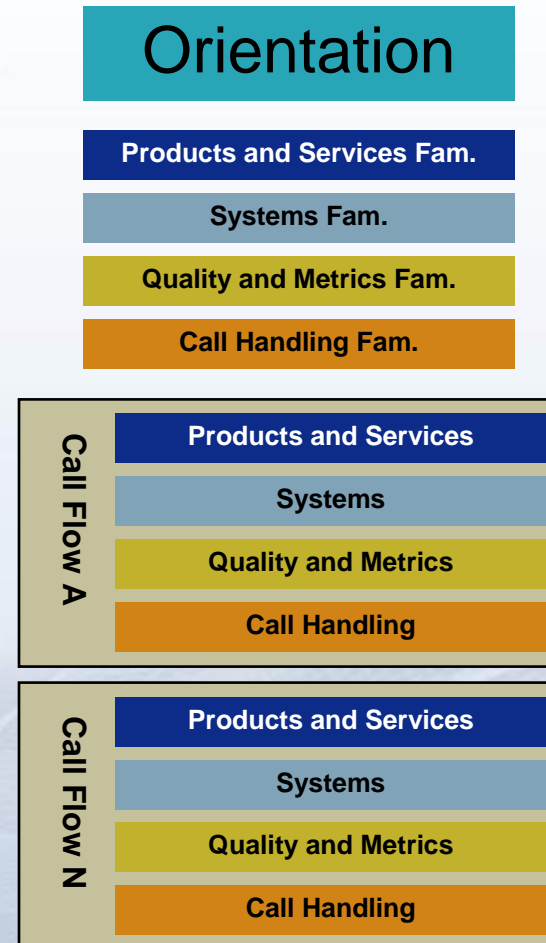 Orientation
Products and Services Fam.
Systems Fam.
Quality and Metrics Fam.
Call Handling Fam.
Call Flow A
Products and Services
Systems
Quality and Metrics
Call Handling
Call Flow N
Products and Services
Systems
Quality and Metrics
Call Handling